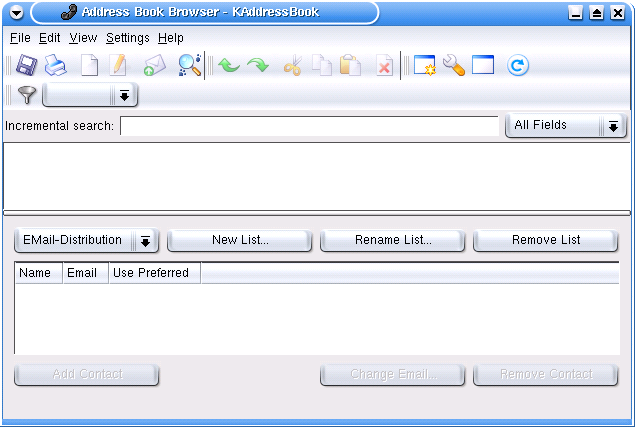 Address Book Browser - KAddressBook
File Edit View Settings Help
Incremental search: All Fields
EMail-Distribution New List... Rename List... Remove List
Name Email Use Preferred
Add Contact Change Email... Remove Contact